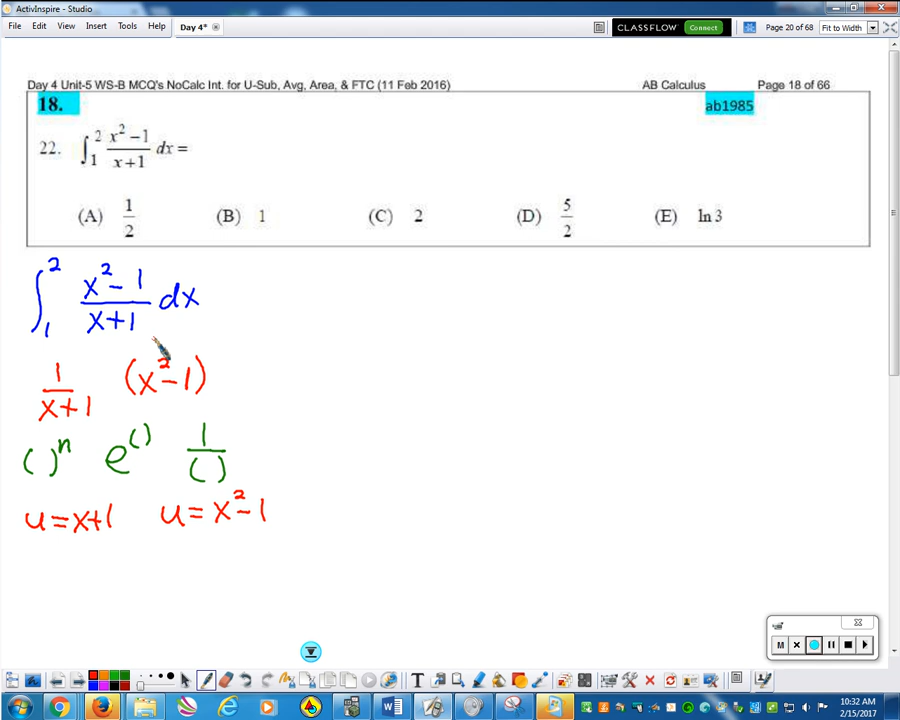 ActivInspire - Studio
File Edit View Insert Tools Help Day 4* CLASSFLOW Connect Page 20 of 68 Fit to Width
Day 4 Unit-5 WS-B MCQ's NoCalc Int. for U-Sub, Avg, Area, & FTC (11 Feb 2016) AB Calculus Page 18 of 66
18. ab1985
22. ∫₁² (x² − 1)/(x+1) dx =
(A) 1/2 (B) 1 (C) 2 (D) 5/2 (E) ln 3
∫₁² (x² − 1)/(x+1) dx
1/(x+1) (x² − 1)
( )ⁿ e^( ) 1/( )
u = x+1 u = x² − 1
M
W T
10:32 AM
2/15/2017